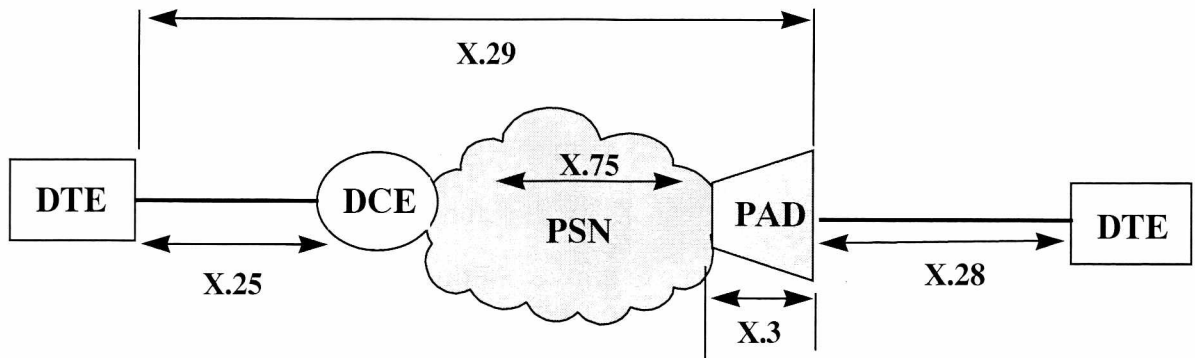 X.29
X.75
DTE
DCE
PSN
PAD
DTE
X.25
X.28
X.3